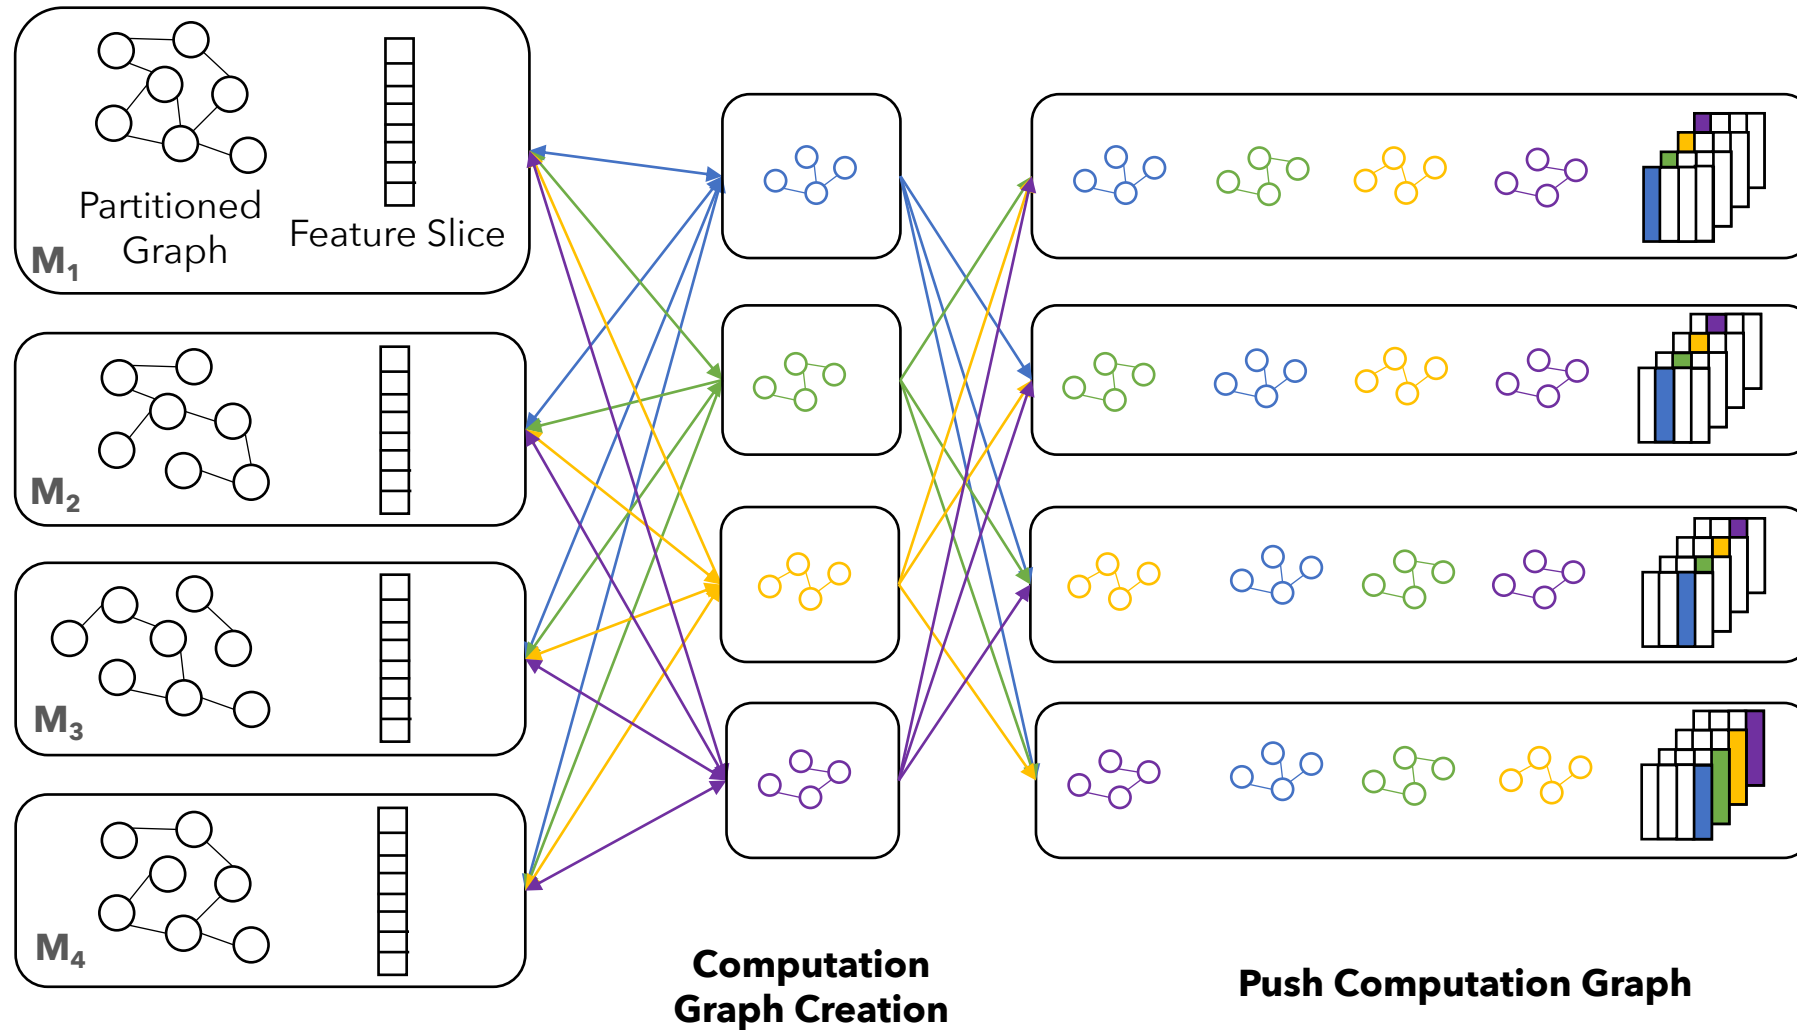 Partitioned
Graph
Feature Slice
M₁
M₂
M₃
M₄
Computation
Graph Creation
Push Computation Graph